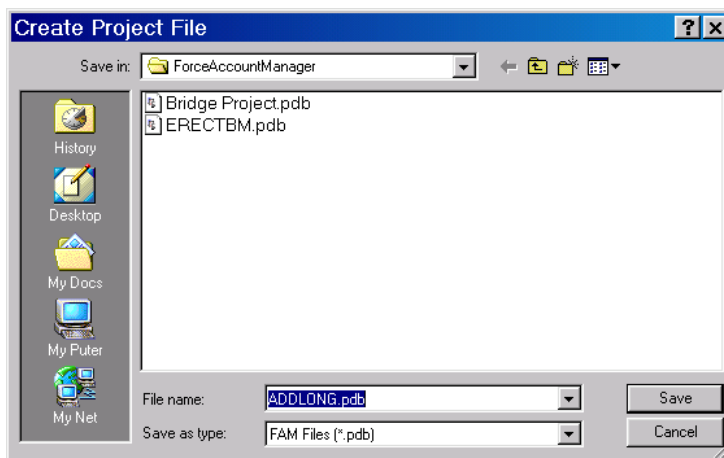 Create Project File
Save in: ForceAccountManager
Bridge Project.pdb
ERECTBM.pdb
History
Desktop
My Docs
My Puter
My Net
File name: ADDLONG.pdb Save
Save as type: FAM Files (*.pdb) Cancel